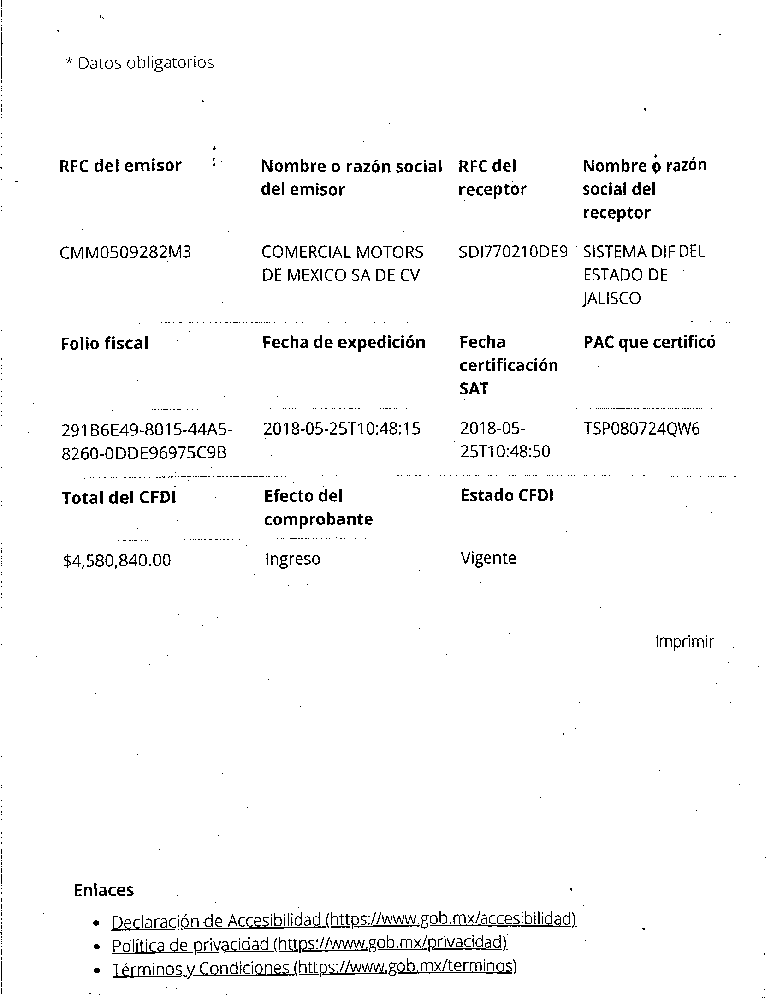 * Datos obligatorios
RFC del emisor
Nombre o razón social
del emisor
RFC del
receptor
Nombre o razón
social del
receptor
CMM0509282M3
COMERCIAL MOTORS
DE MEXICO SA DE CV
SDI770210DE9
SISTEMA DIF DEL
ESTADO DE
JALISCO
Folio fiscal
Fecha de expedición
Fecha
certificación
SAT
PAC que certificó
291B6E49-8015-44A5-
8260-0DDE96975C9B
2018-05-25T10:48:15
2018-05-
25T10:48:50
TSP080724QW6
Total del CFDI
Efecto del
comprobante
Estado CFDI
$4,580,840.00
Ingreso
Vigente
Imprimir
Enlaces
• Declaración de Accesibilidad (https://www.gob.mx/accesibilidad)
• Política de privacidad (https://www.gob.mx/privacidad)
• Términos y Condiciones (https://www.gob.mx/terminos)